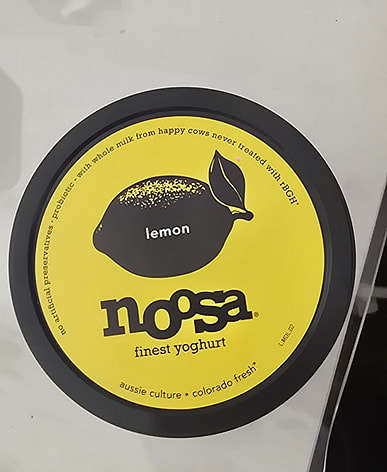 no artificial preservatives • probiotic • with whole milk from happy cows never treated with rBGH*
lemon
noosa®
finest yoghurt
aussie culture * colorado fresh™